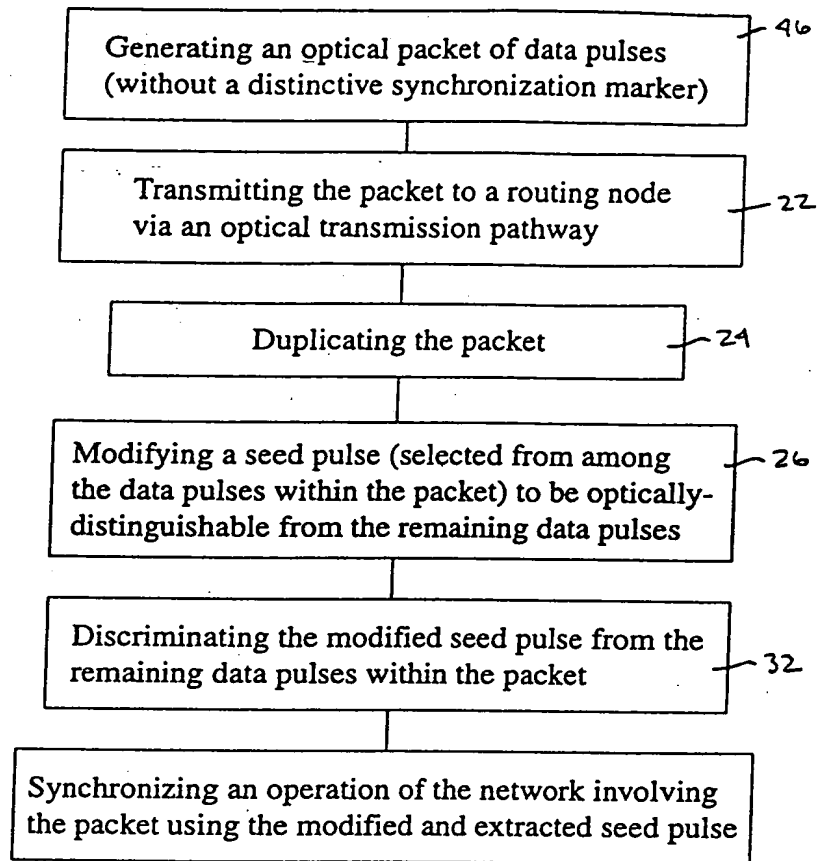 Generating an optical packet of data pulses
(without a distinctive synchronization marker)
46
Transmitting the packet to a routing node
via an optical transmission pathway
22
Duplicating the packet
24
Modifying a seed pulse (selected from among
the data pulses within the packet) to be optically-
distinguishable from the remaining data pulses
26
Discriminating the modified seed pulse from the
remaining data pulses within the packet
32
Synchronizing an operation of the network involving
the packet using the modified and extracted seed pulse